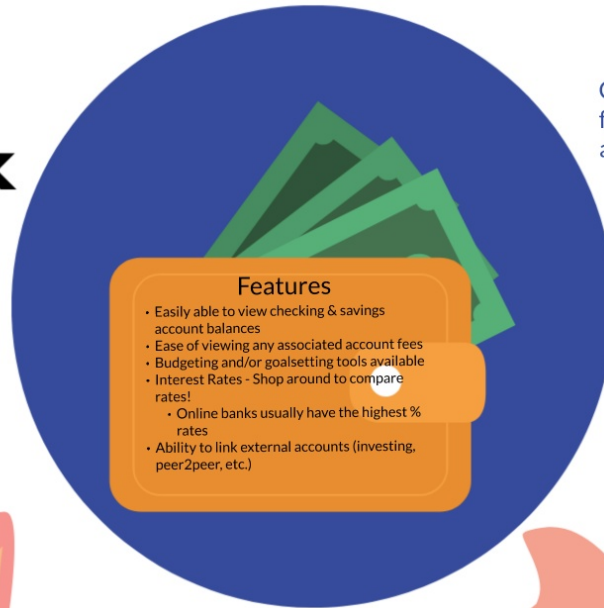 Features
• Easily able to view checking & savings
account balances
• Ease of viewing any associated account fees
• Budgeting and/or goalsetting tools available
• Interest Rates - Shop around to compare
rates!
• Online banks usually have the highest %
rates
• Ability to link external accounts (investing,
peer2peer, etc.)